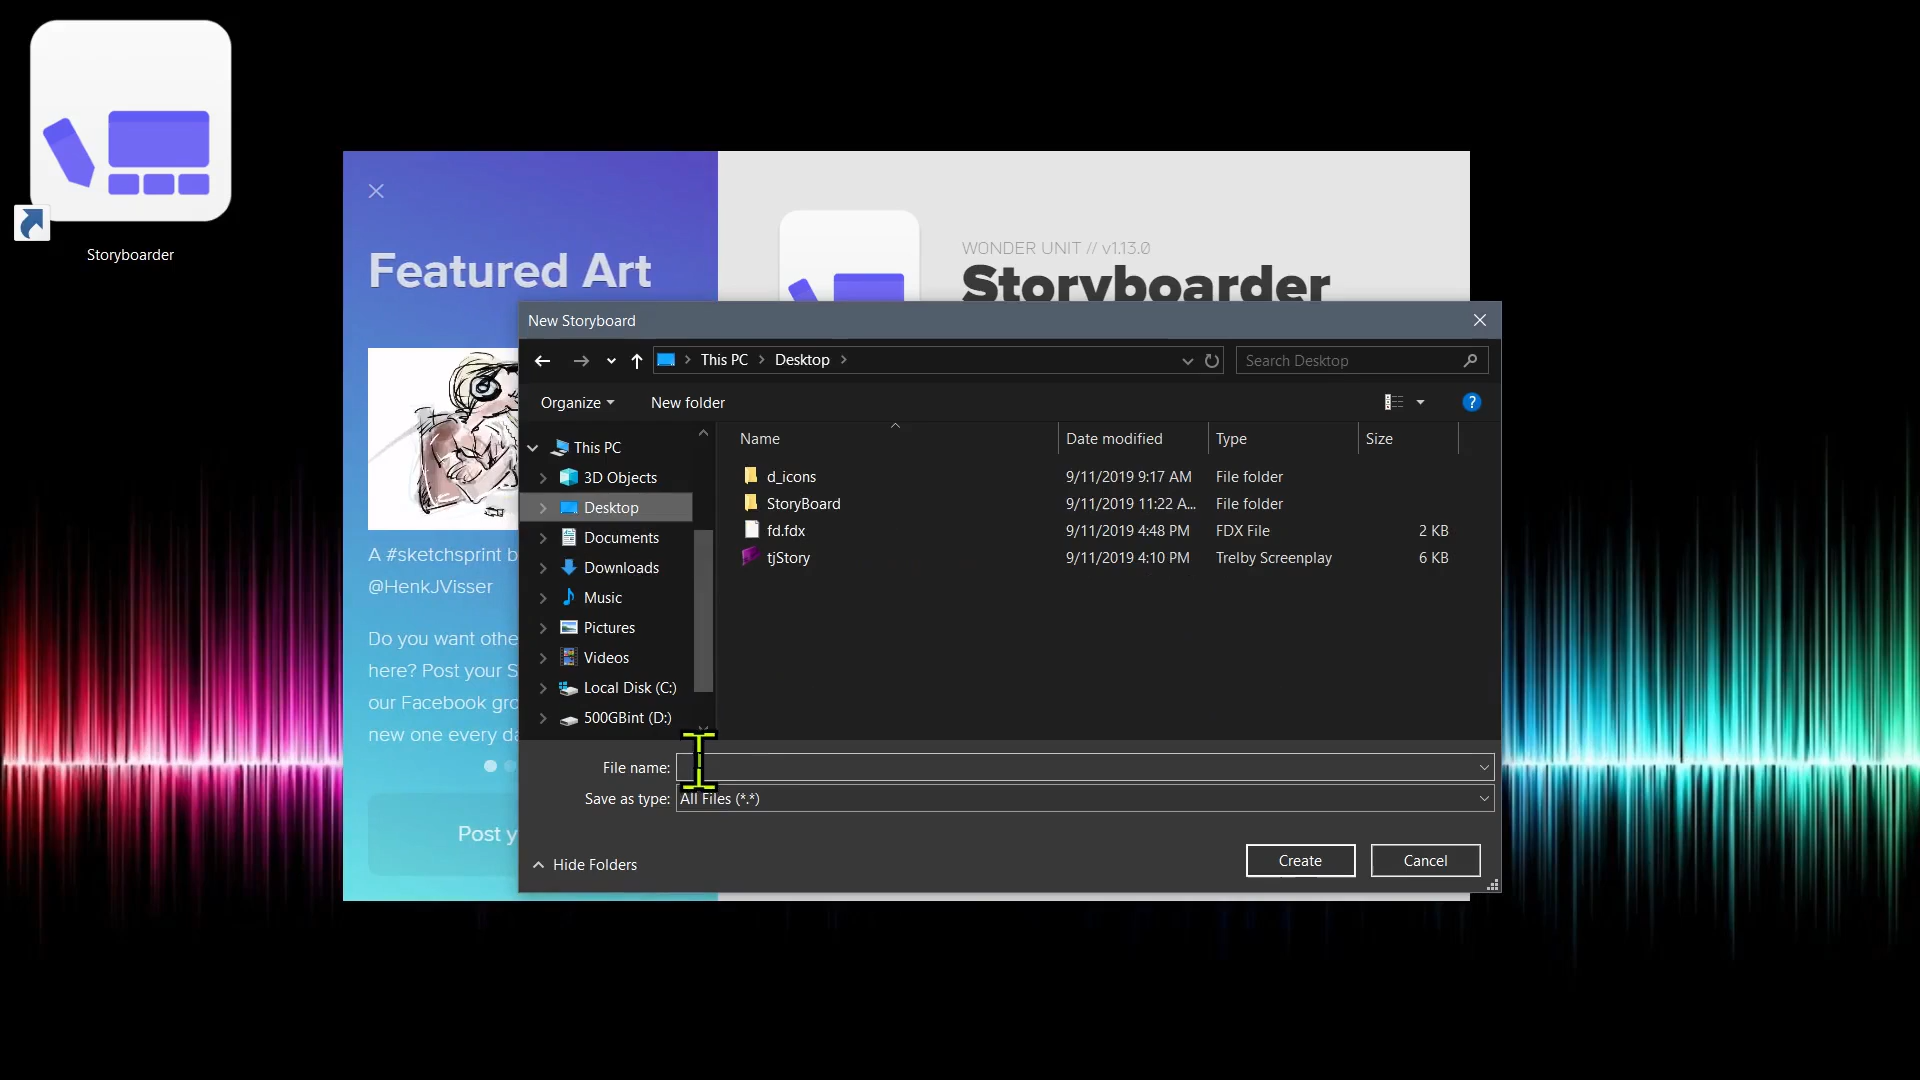 Storyboarder
Featured Art
WONDER UNIT // v1.13.0
Storyboarder
A #sketchsprint b
@HenkJVisser
Do you want othe
here? Post your S
our Facebook gro
new one every da
Post y
New Storyboard
This PC
Desktop
Search Desktop
Organize
New folder
?
This PC
3D Objects
Desktop
Documents
Downloads
Music
Pictures
Videos
Local Disk (C:)
500GBint (D:)
Name Date modified Type Size
d_icons 9/11/2019 9:17 AM File folder
StoryBoard 9/11/2019 11:22 A... File folder
fd.fdx 9/11/2019 4:48 PM FDX File 2 KB
tjStory 9/11/2019 4:10 PM Trelby Screenplay 6 KB
File name:
Save as type: All Files (*.*)
Hide Folders
Create
Cancel